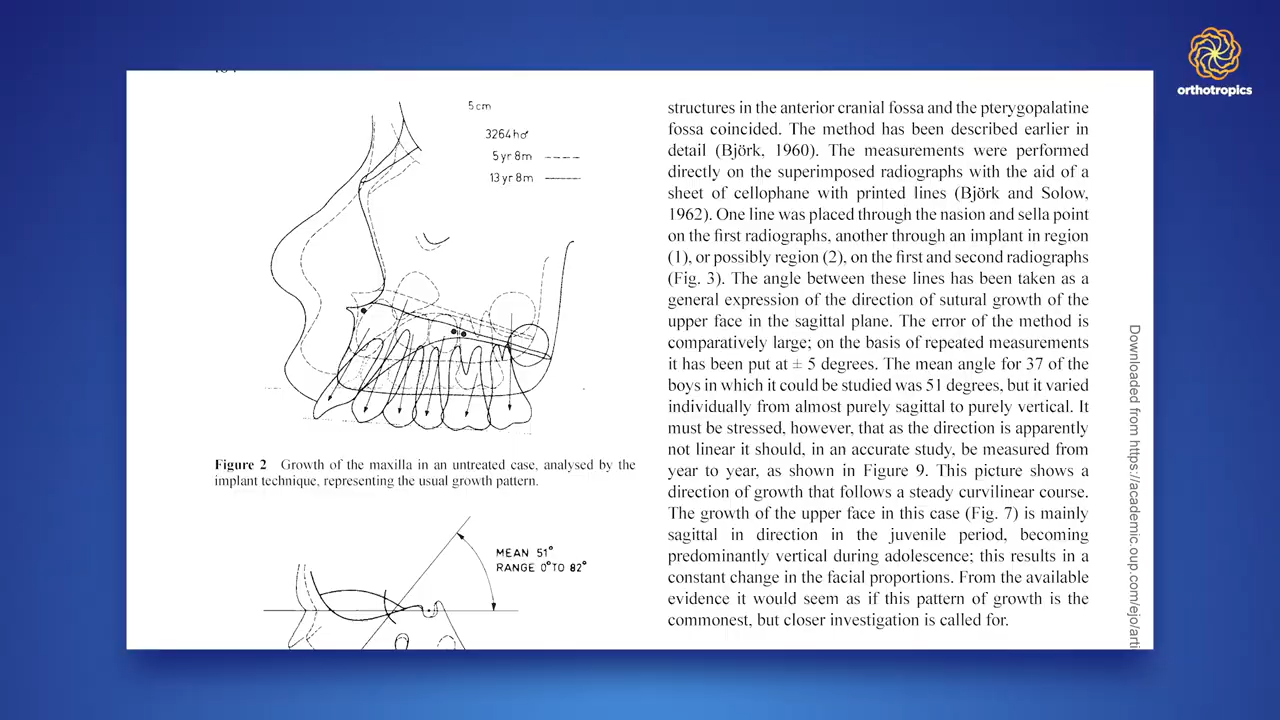 orthotropics
5 cm
3264 h♂
5 yr 8 m
13 yr 8 m
Figure 2 Growth of the maxilla in an untreated case, analysed by the
implant technique, representing the usual growth pattern.
MEAN 51°
RANGE 0° TO 82°
structures in the anterior cranial fossa and the pterygopalatine
fossa coincided. The method has been described earlier in
detail (Björk, 1960). The measurements were performed
directly on the superimposed radiographs with the aid of a
sheet of cellophane with printed lines (Björk and Solow,
1962). One line was placed through the nasion and sella point
on the first radiographs, another through an implant in region
(1), or possibly region (2), on the first and second radiographs
(Fig. 3). The angle between these lines has been taken as a
general expression of the direction of sutural growth of the
upper face in the sagittal plane. The error of the method is
comparatively large; on the basis of repeated measurements
it has been put at ± 5 degrees. The mean angle for 37 of the
boys in which it could be studied was 51 degrees, but it varied
individually from almost purely sagittal to purely vertical. It
must be stressed, however, that as the direction is apparently
not linear it should, in an accurate study, be measured from
year to year, as shown in Figure 9. This picture shows a
direction of growth that follows a steady curvilinear course.
The growth of the upper face in this case (Fig. 7) is mainly
sagittal in direction in the juvenile period, becoming
predominantly vertical during adolescence; this results in a
constant change in the facial proportions. From the available
evidence it would seem as if this pattern of growth is the
commonest, but closer investigation is called for.
Downloaded from https://academic.oup.com/ejo/arti